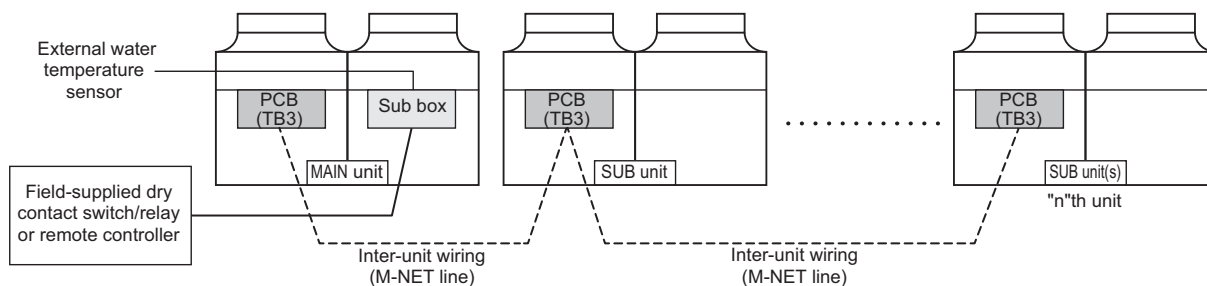 External water
temperature
sensor
PCB
(TB3)
Sub box
MAIN unit
Field-supplied dry
contact switch/relay
or remote controller
PCB
(TB3)
SUB unit
PCB
(TB3)
SUB unit(s)
"n"th unit
Inter-unit wiring
(M-NET line)
Inter-unit wiring
(M-NET line)